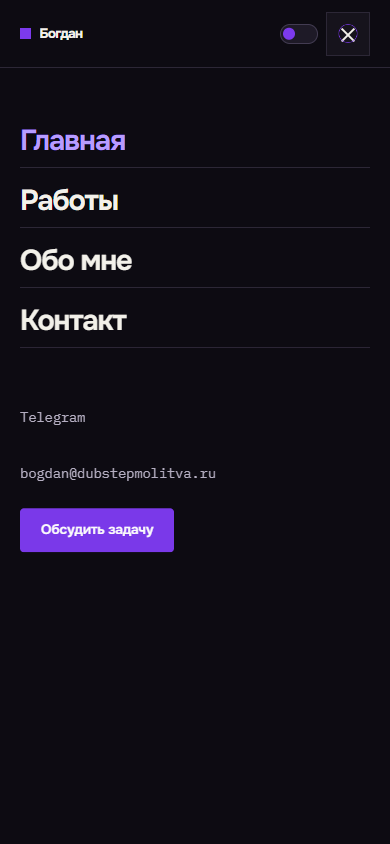 Богдан
Главная
Работы
Обо мне
Контакт
Telegram
bogdan@dubstepmolitva.ru
Обсудить задачу